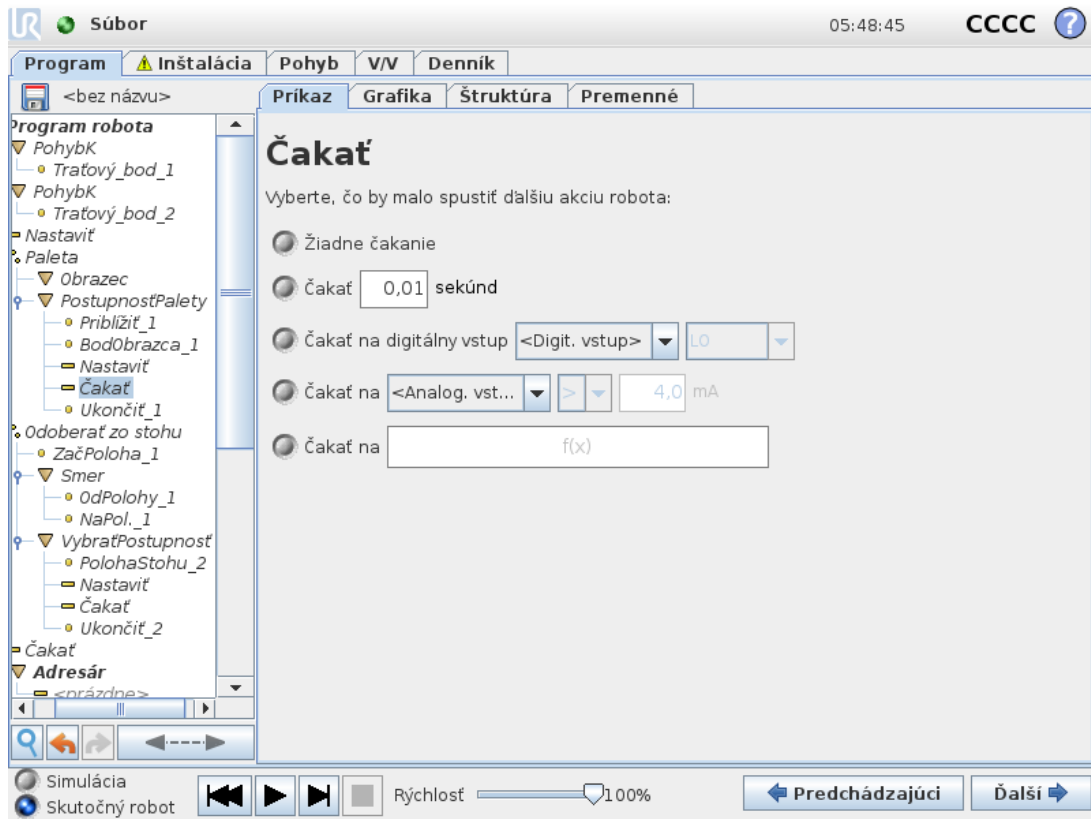 UR Súbor 05:48:45 CCCC ?
Program Inštalácia Pohyb V/V Denník
<bez názvu> Príkaz Grafika Štruktúra Premenné
Program robota
PohybK
Traťový_bod_1
PohybK
Traťový_bod_2
Nastaviť
Paleta
Obrazec
PostupnosťPalety
Priblížiť_1
BodObrazca_1
Nastaviť
Čakať
Ukončiť_1
Odoberať zo stohu
ZačPoloha_1
Smer
OdPolohy_1
NaPol._1
VybraťPostupnosť
PolohaStohu_2
Nastaviť
Čakať
Ukončiť_2
Čakať
Adresár
<prázdne>
Čakať
Vyberte, čo by malo spustiť ďalšiu akciu robota:
Žiadne čakanie
Čakať 0,01 sekúnd
Čakať na digitálny vstup <Digit. vstup> LO
Čakať na <Analog. vst... > 4,0 mA
Čakať na f(x)
Simulácia
Skutočný robot
Rýchlosť 100%
Predchádzajúci Ďalší